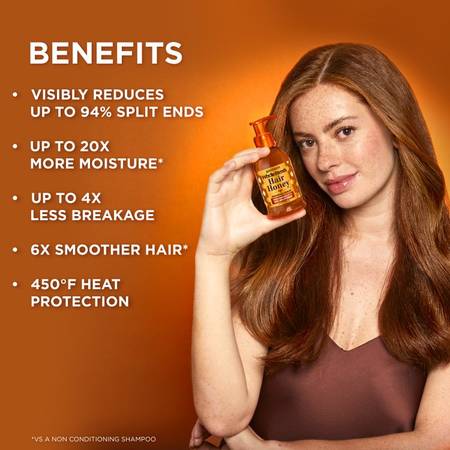 BENEFITS
• VISIBLY REDUCES
UP TO 94% SPLIT ENDS
• UP TO 20X
MORE MOISTURE*
• UP TO 4X
LESS BREAKAGE
• 6X SMOOTHER HAIR*
• 450°F HEAT
PROTECTION
Hair
Honey
*VS A NON CONDITIONING SHAMPOO